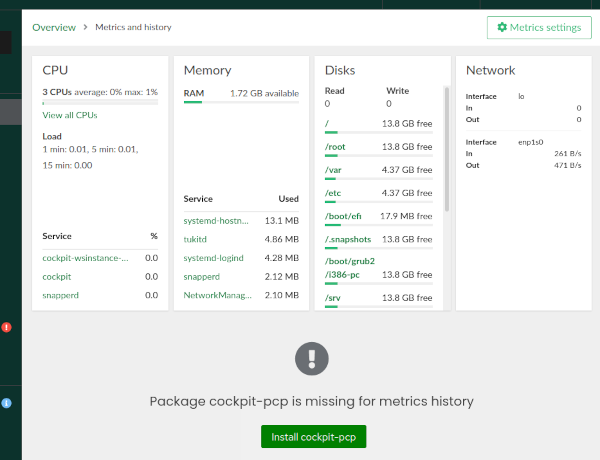 Overview > Metrics and history
Metrics settings
CPU
3 CPUs average: 0% max: 1%
View all CPUs
Load
1 min: 0.01, 5 min: 0.01,
15 min: 0.00
Service %
cockpit-wsinstance-... 0.0
cockpit 0.0
snapperd 0.0
Memory
RAM 1.72 GB available
Service Used
systemd-hostn... 13.1 MB
tukitd 4.86 MB
systemd-logind 4.28 MB
snapperd 2.12 MB
NetworkManag... 2.10 MB
Disks
Read Write
0 0
/ 13.8 GB free
/root 13.8 GB free
/var 4.37 GB free
/etc 4.37 GB free
/boot/efi 17.9 MB free
/.snapshots 13.8 GB free
/boot/grub2
/i386-pc 13.8 GB free
/srv 13.8 GB free
Network
Interface lo
In 0
Out 0
Interface enp1s0
In 261 B/s
Out 471 B/s
Package cockpit-pcp is missing for metrics history
Install cockpit-pcp